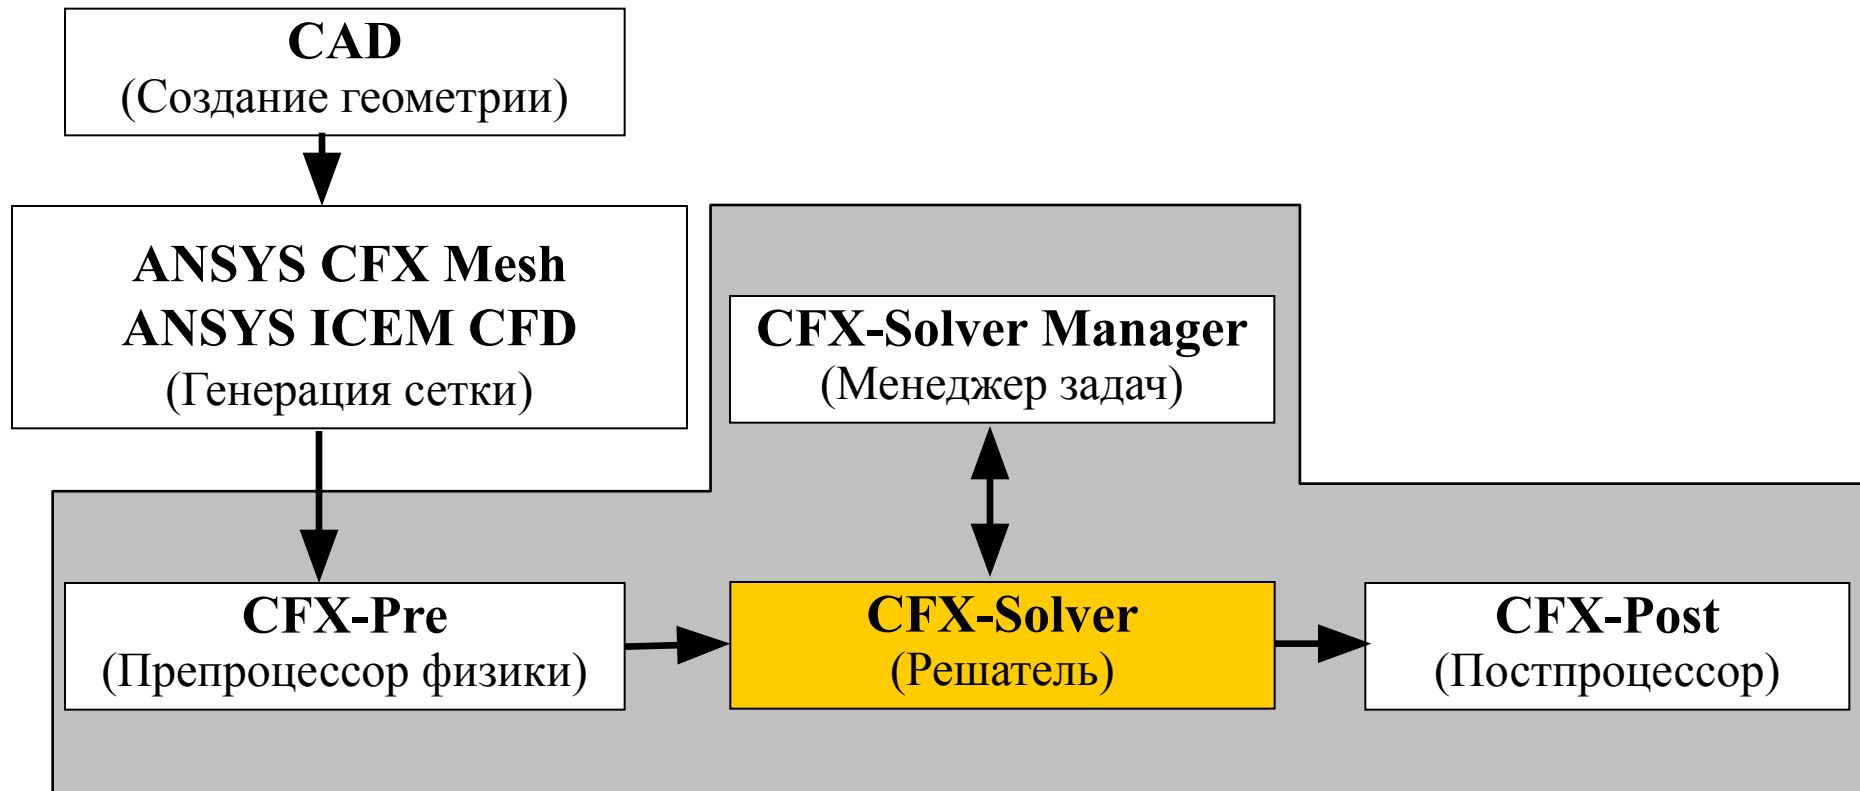 CAD
(Создание геометрии)
ANSYS CFX Mesh
ANSYS ICEM CFD
(Генерация сетки)
CFX-Solver Manager
(Менеджер задач)
CFX-Pre
(Препроцессор физики)
CFX-Solver
(Решатель)
CFX-Post
(Постпроцессор)